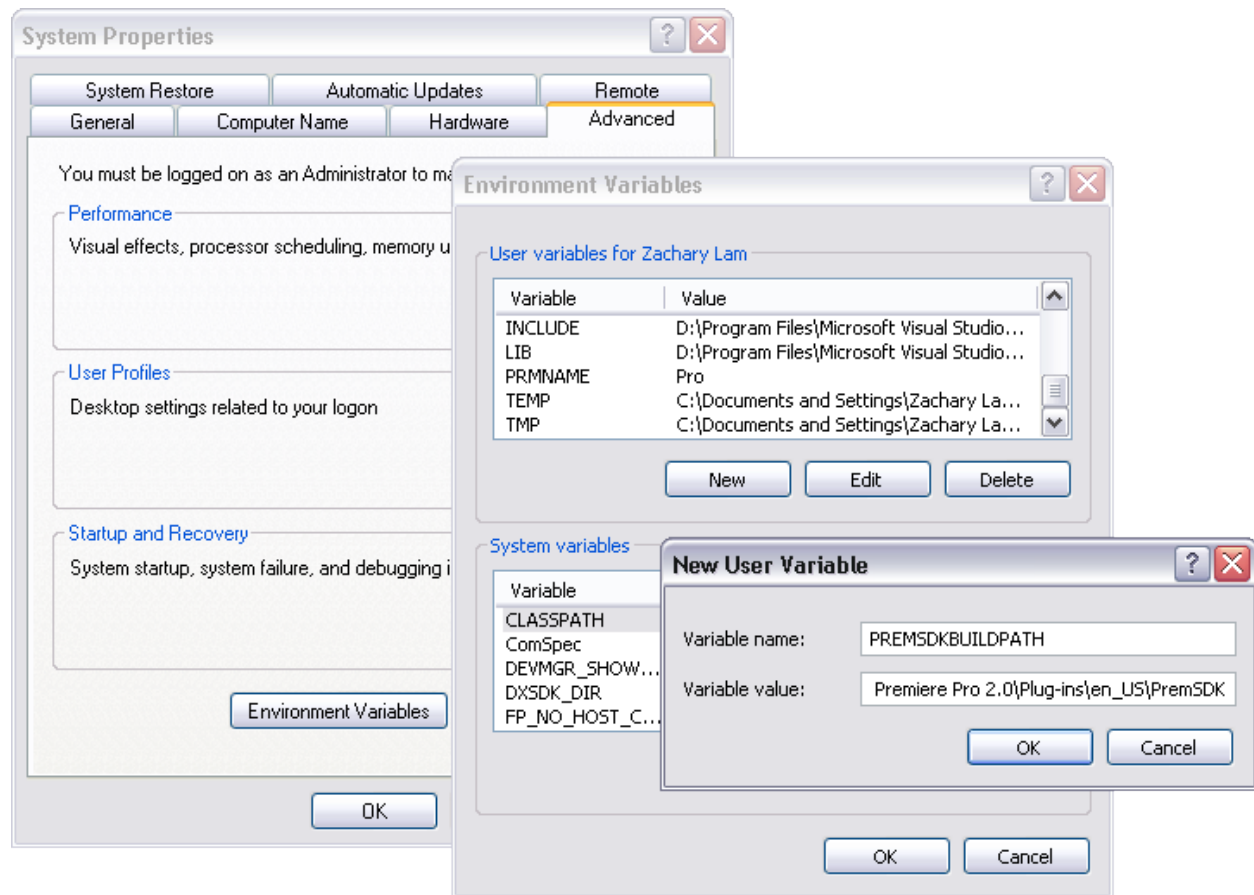 System Properties
System Restore Automatic Updates Remote
General Computer Name Hardware Advanced
You must be logged on as an Administrator to ma
Performance
Visual effects, processor scheduling, memory u
User Profiles
Desktop settings related to your logon
Startup and Recovery
System startup, system failure, and debugging i
Environment Variables
OK
Environment Variables
User variables for Zachary Lam
Variable Value
INCLUDE D:\Program Files\Microsoft Visual Studio...
LIB D:\Program Files\Microsoft Visual Studio...
PRMNAME Pro
TEMP C:\Documents and Settings\Zachary La...
TMP C:\Documents and Settings\Zachary La...
New Edit Delete
System variables
Variable
CLASSPATH
ComSpec
DEVMGR_SHOW...
DXSDK_DIR
FP_NO_HOST_C...
OK Cancel
New User Variable
Variable name: PREMSDKBUILDPATH
Variable value: Premiere Pro 2.0\Plug-ins\en_US\PremSDK
OK Cancel